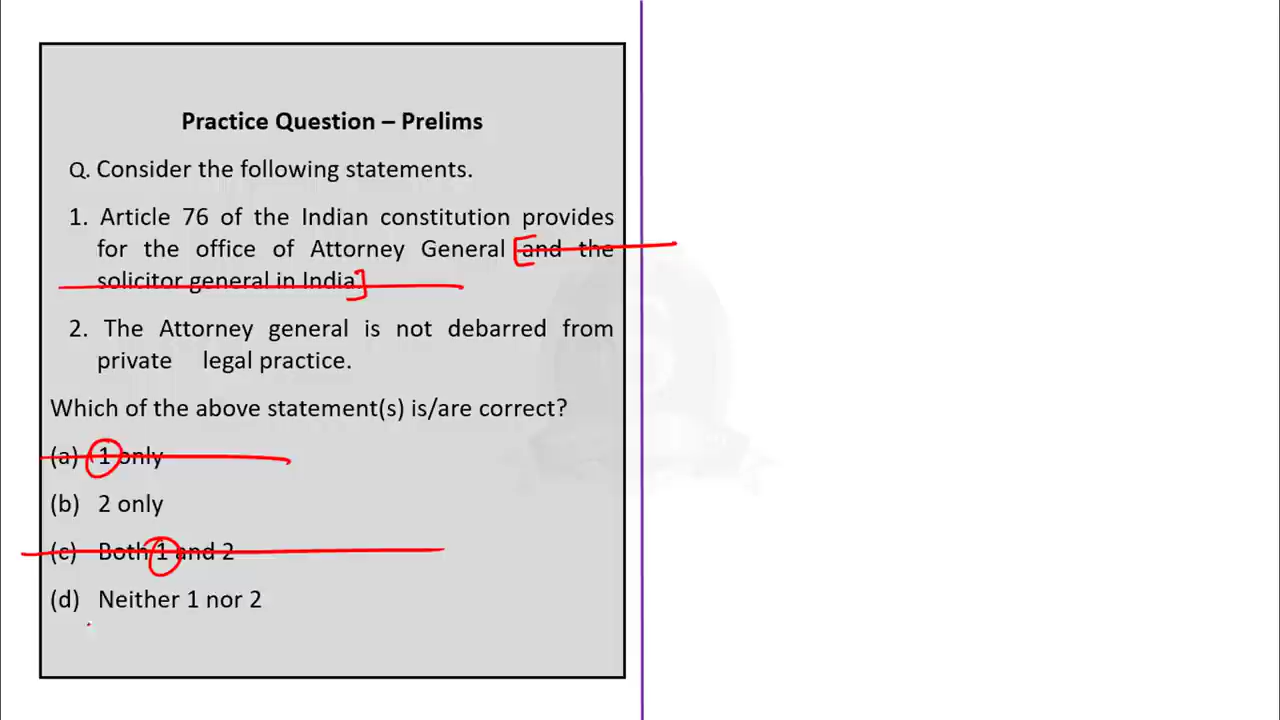 Practice Question – Prelims
Q. Consider the following statements.
1. Article 76 of the Indian constitution provides
for the office of Attorney General [and the
solicitor general in India]
2. The Attorney general is not debarred from
private legal practice.
Which of the above statement(s) is/are correct?
(a) 1 only
(b) 2 only
(c) Both 1 and 2
(d) Neither 1 nor 2